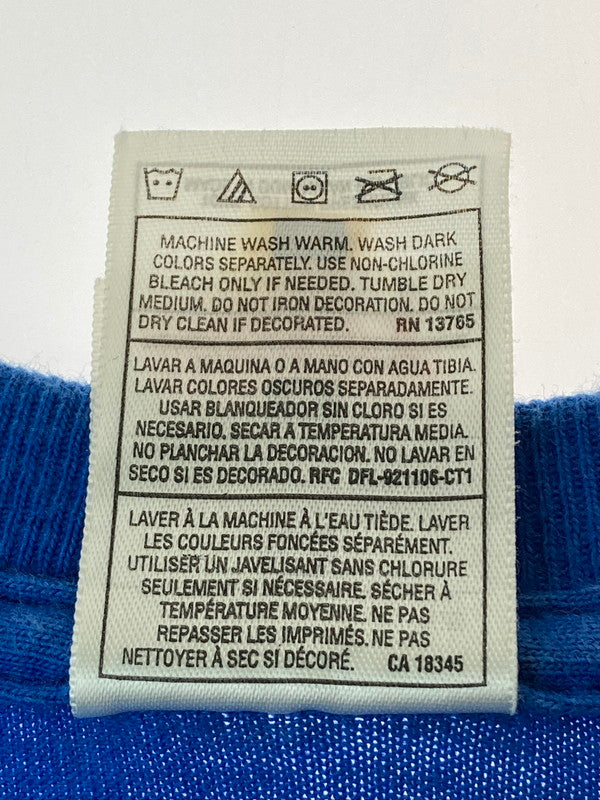 MACHINE WASH WARM. WASH DARK
COLORS SEPARATELY. USE NON-CHLORINE
BLEACH ONLY IF NEEDED. TUMBLE DRY
MEDIUM. DO NOT IRON DECORATION. DO NOT
DRY CLEAN IF DECORATED. RN 13765
LAVAR A MAQUINA O A MANO CON AGUA TIBIA.
LAVAR COLORES OSCUROS SEPARADAMENTE.
USAR BLANQUEADOR SIN CLORO SI ES
NECESARIO. SECAR A TEMPERATURA MEDIA.
NO PLANCHAR LA DECORACION. NO LAVAR EN
SECO SI ES DECORADO. RFC DFL-921106-CT1
LAVER À LA MACHINE À L'EAU TIÈDE. LAVER
LES COULEURS FONCÉES SÉPARÉMENT.
UTILISER UN JAVELISANT SANS CHLORURE
SEULEMENT SI NÉCESSAIRE. SÉCHER À
TEMPÉRATURE MOYENNE. NE PAS
REPASSER LES IMPRIMÉS. NE PAS
NETTOYER À SEC SI DÉCORÉ. CA 18345